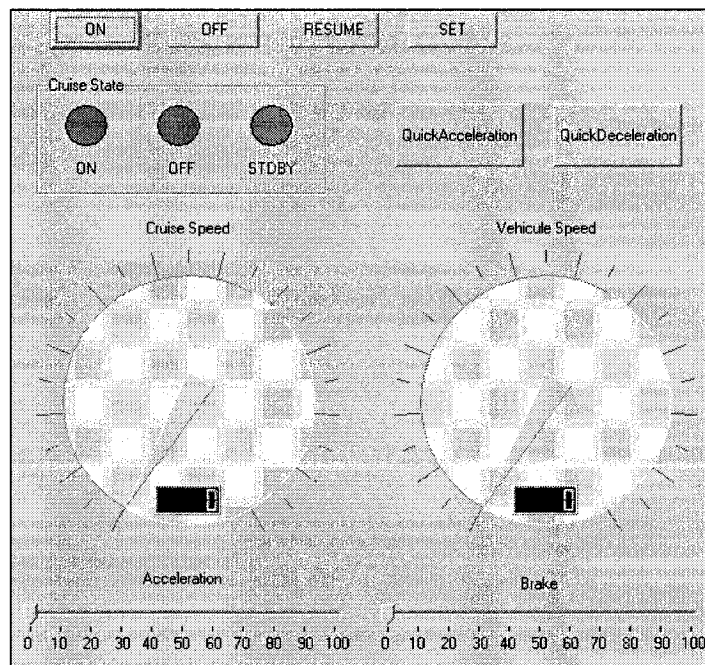 ON OFF RESUME SET
Cruise State
ON OFF STDBY
QuickAcceleration QuickDeceleration
Cruise Speed Vehicule Speed
0 0
Acceleration Brake
0 10 20 30 40 50 60 70 80 90 100 0 10 20 30 40 50 60 70 80 90 100